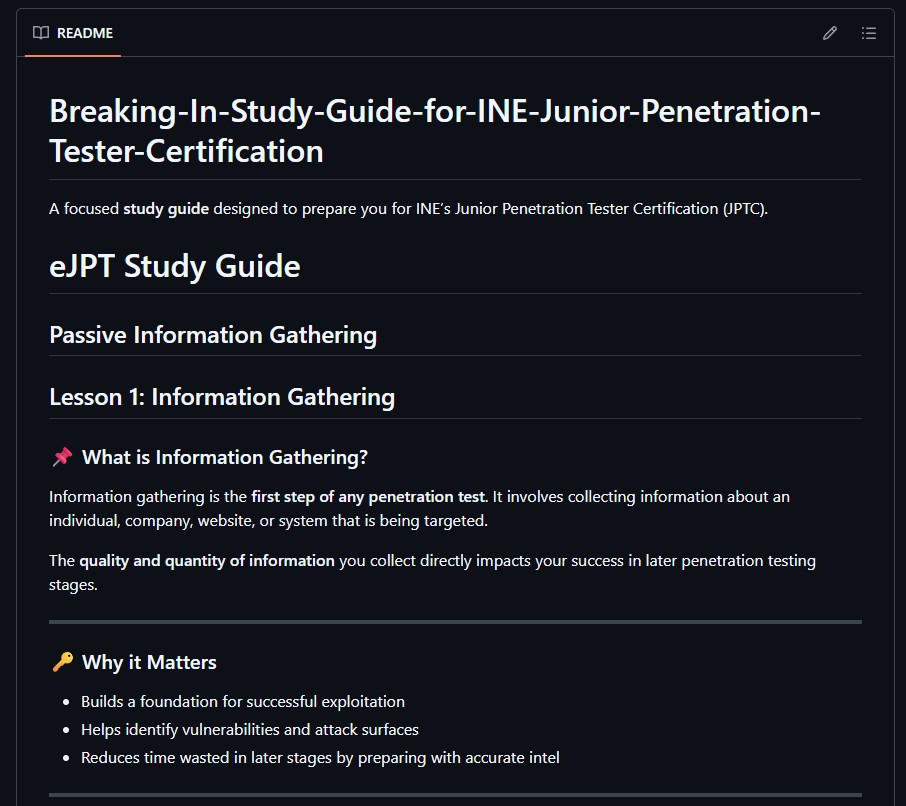 README
Breaking-In-Study-Guide-for-INE-Junior-Penetration-
Tester-Certification
A focused study guide designed to prepare you for INE's Junior Penetration Tester Certification (JPTC).
eJPT Study Guide
Passive Information Gathering
Lesson 1: Information Gathering
📌 What is Information Gathering?
Information gathering is the first step of any penetration test. It involves collecting information about an
individual, company, website, or system that is being targeted.
The quality and quantity of information you collect directly impacts your success in later penetration testing
stages.
🔑 Why it Matters
• Builds a foundation for successful exploitation
• Helps identify vulnerabilities and attack surfaces
• Reduces time wasted in later stages by preparing with accurate intel